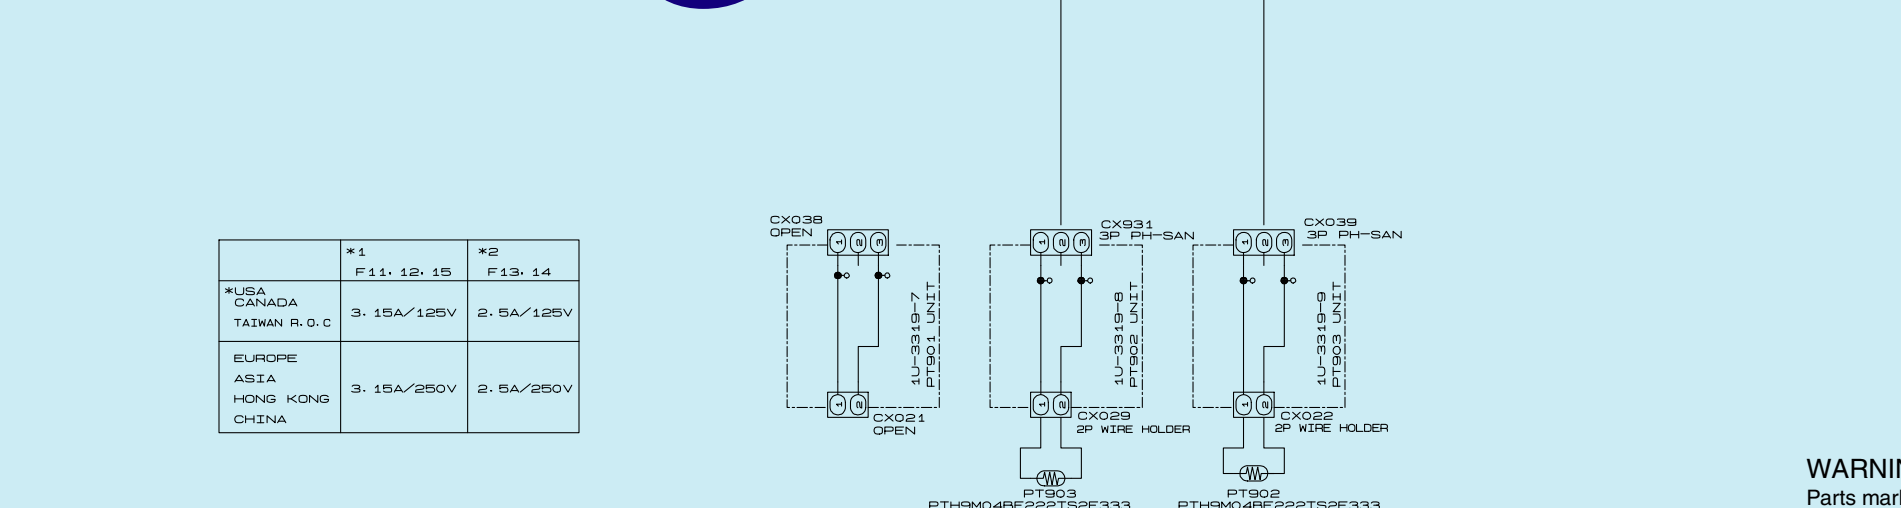 *1
F11. 12. 15
*2
F13. 14
*USA
CANADA
TAIWAN R.O.C
3. 15A/125V
2. 5A/125V
EUROPE
ASIA
HONG KONG
CHINA
3. 15A/250V
2. 5A/250V
CX038
OPEN
1 2 3
1U-3319-7
PT901 UNIT
1 2
CX021
OPEN
CX931
3P PH-SAN
1 2 3
1U-3319-8
PT902 UNIT
1 2
CX029
2P WIRE HOLDER
PT903
PTH9M04BE222TS2F333
CX039
3P PH-SAN
1 2 3
1U-3319-9
PT903 UNIT
1 2
CX022
2P WIRE HOLDER
PT902
PTH9M04BE222TS2F333